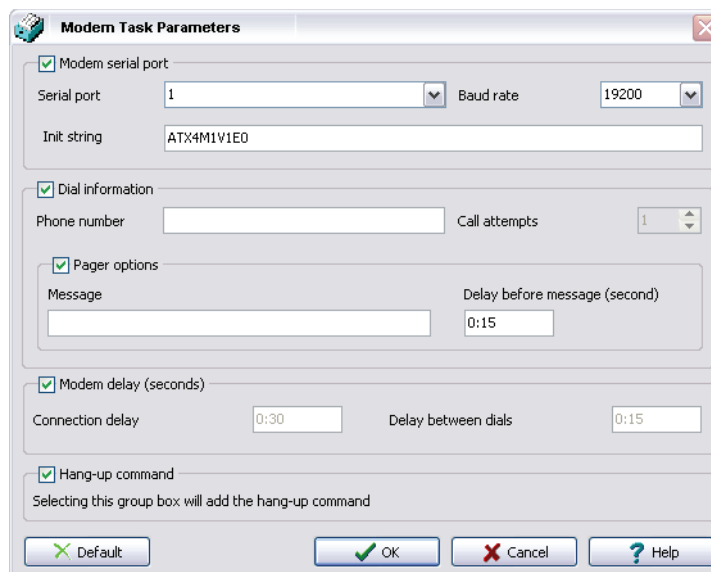 Modem Task Parameters
Modem serial port
Serial port 1 Baud rate 19200
Init string ATX4M1V1E0
Dial information
Phone number Call attempts 1
Pager options
Message Delay before message (second)
0:15
Modem delay (seconds)
Connection delay 0:30 Delay between dials 0:15
Hang-up command
Selecting this group box will add the hang-up command
Default OK Cancel Help